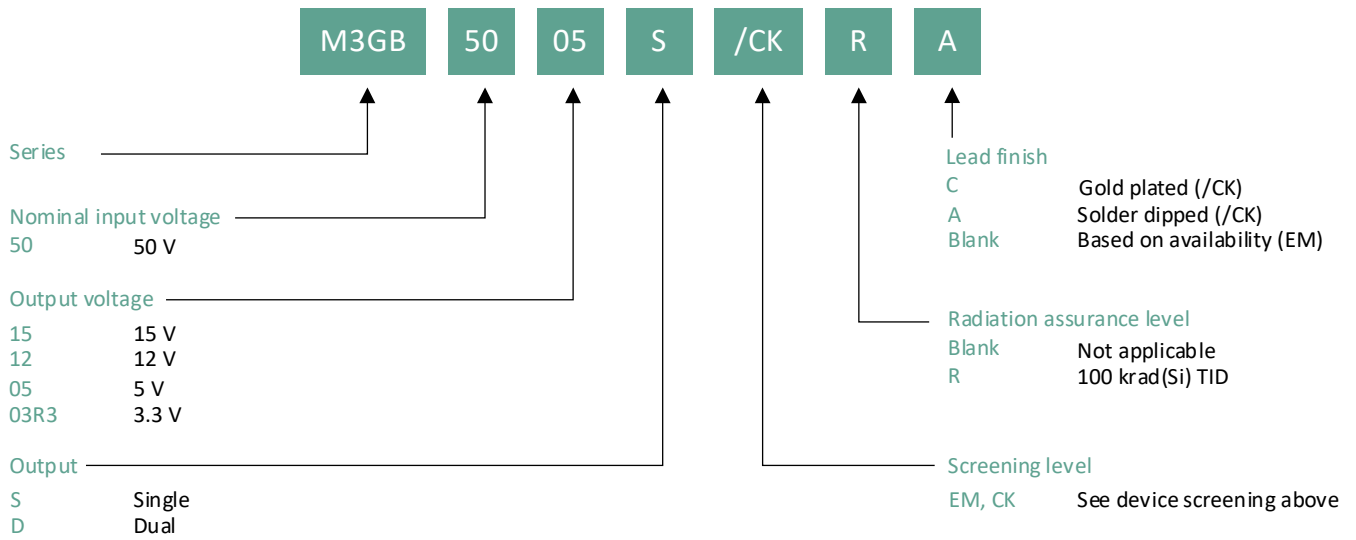 M3GB 50 05 S /CK R A
Series
Nominal input voltage
50 50 V
Output voltage
15 15 V
12 12 V
05 5 V
03R3 3.3 V
Output
S Single
D Dual
Lead finish
C Gold plated (/CK)
A Solder dipped (/CK)
Blank Based on availability (EM)
Radiation assurance level
Blank Not applicable
R 100 krad(Si) TID
Screening level
EM, CK See device screening above